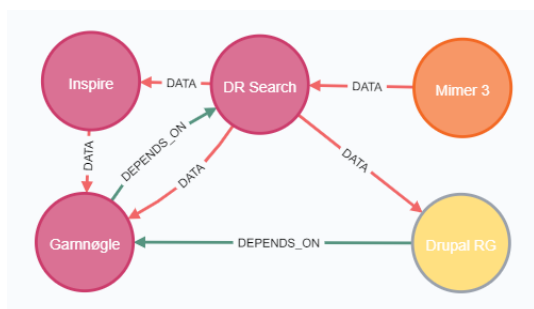 Inspire
DATA
DR Search
DATA
Mimer 3
DATA
DEPENDS_ON
DATA
DATA
Gamnøgle
DEPENDS_ON
Drupal RG